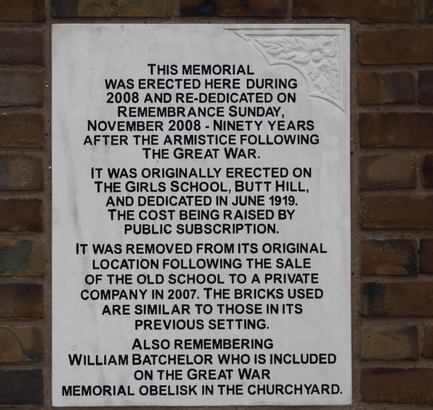 THIS MEMORIAL
WAS ERECTED HERE DURING
2008 AND RE-DEDICATED ON
REMEMBRANCE SUNDAY,
NOVEMBER 2008 - NINETY YEARS
AFTER THE ARMISTICE FOLLOWING
THE GREAT WAR.
IT WAS ORIGINALLY ERECTED ON
THE GIRLS SCHOOL, BUTT HILL,
AND DEDICATED IN JUNE 1919.
THE COST BEING RAISED BY
PUBLIC SUBSCRIPTION.
IT WAS REMOVED FROM ITS ORIGINAL
LOCATION FOLLOWING THE SALE
OF THE OLD SCHOOL TO A PRIVATE
COMPANY IN 2007. THE BRICKS USED
ARE SIMILAR TO THOSE IN ITS
PREVIOUS SETTING.
ALSO REMEMBERING
WILLIAM BATCHELOR WHO IS INCLUDED
ON THE GREAT WAR
MEMORIAL OBELISK IN THE CHURCHYARD.